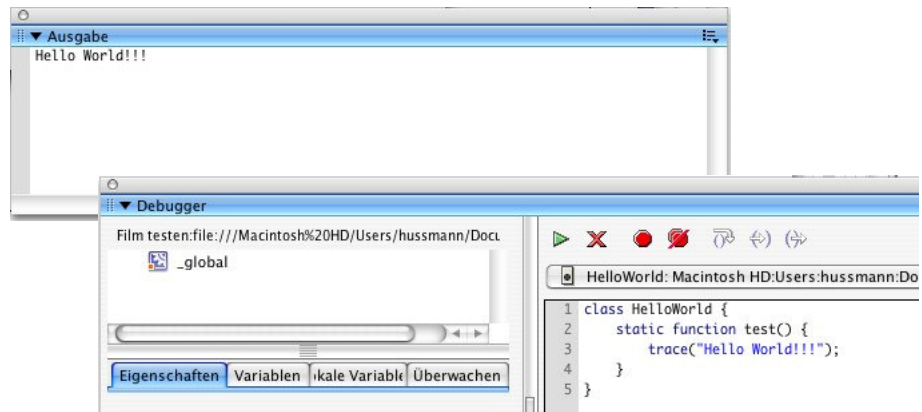 Ausgabe
Hello World!!!
Debugger
Film testen:file:///Macintosh%20HD/Users/hussmann/Docu
_global
Eigenschaften Variablen kale Variable Überwachen
HelloWorld: Macintosh HD:Users:hussmann:Do
1 class HelloWorld {
2 static function test() {
3 trace("Hello World!!!");
4 }
5 }